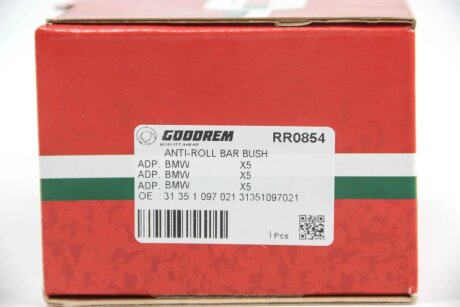 GOODREM RR0854
QUALITY AHEAD
ANTI-ROLL BAR BUSH
ADP. BMW X5
ADP. BMW X5
ADP. BMW X5
OE : 31 35 1 097 021 31351097021
1 Pcs